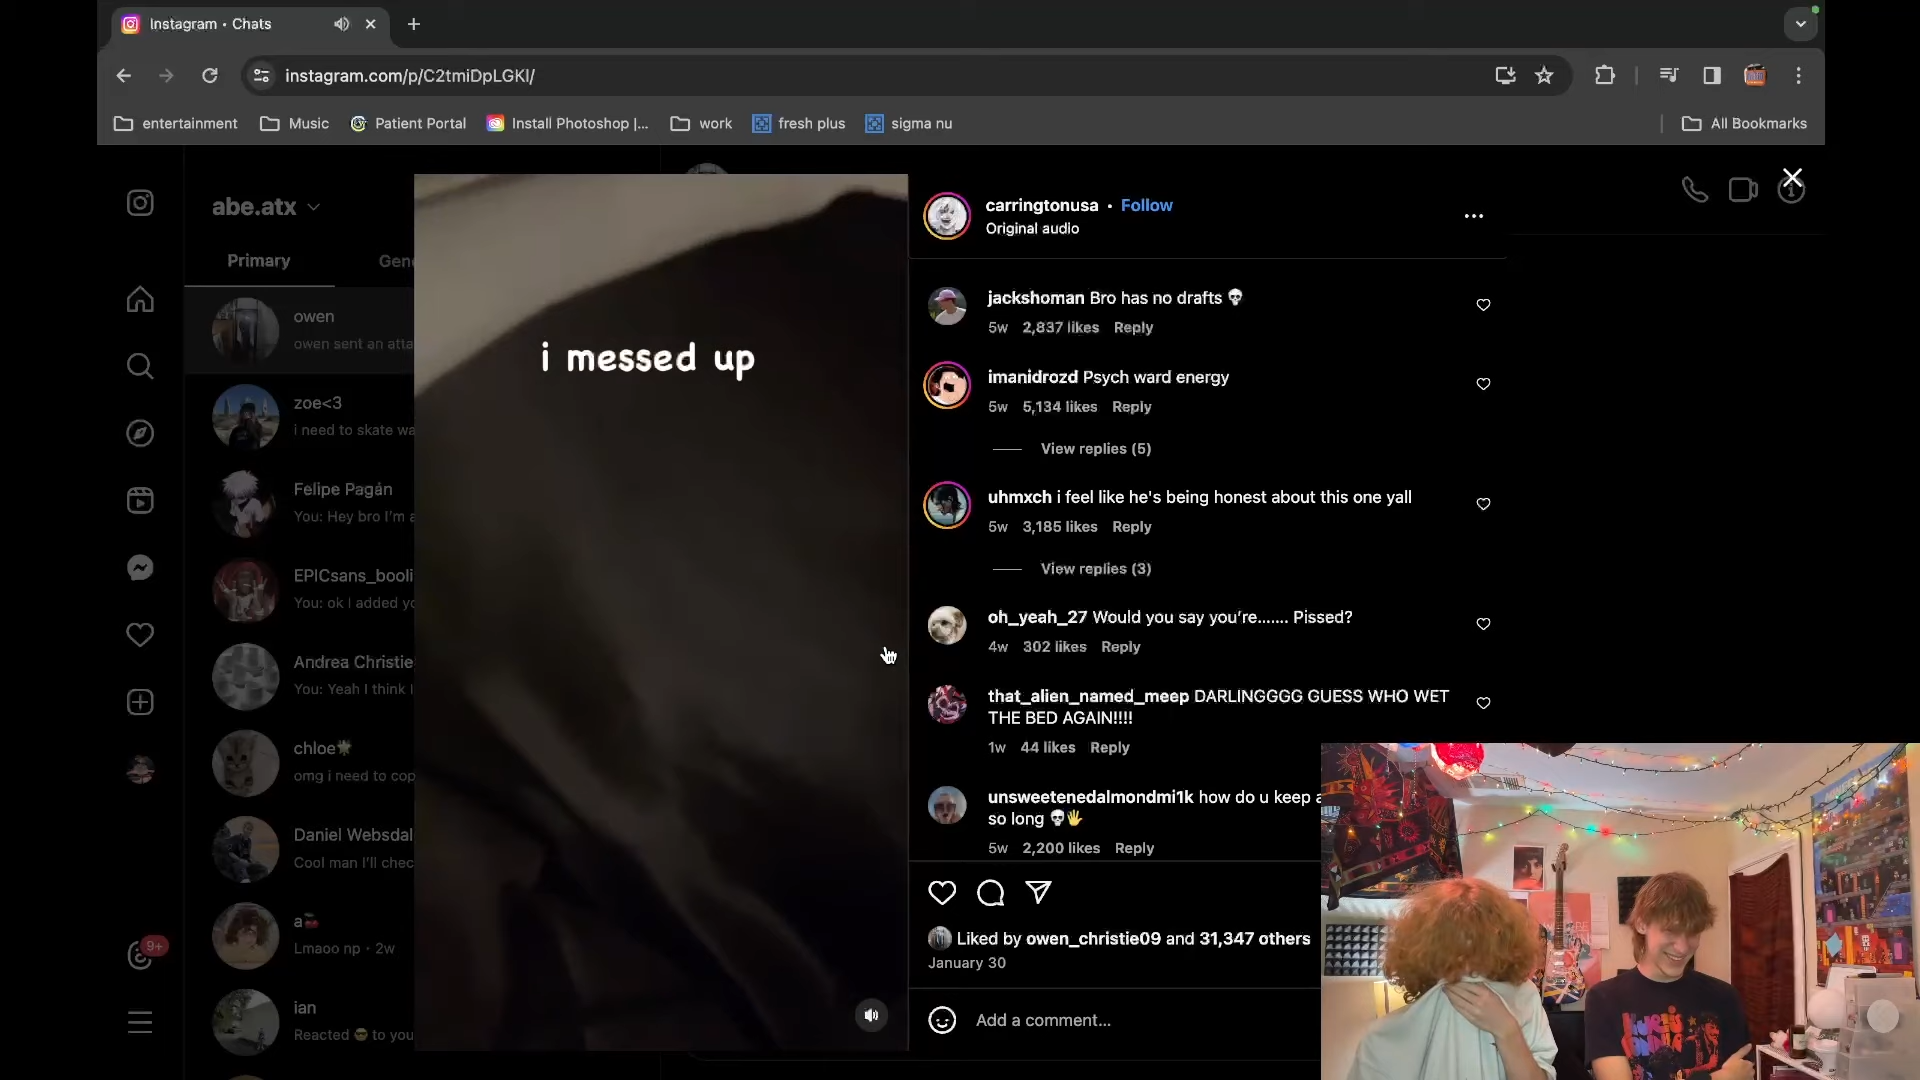 Instagram • Chats
instagram.com/p/C2tmiDpLGKl/
entertainment
Music
Patient Portal
Install Photoshop |...
work
fresh plus
sigma nu
All Bookmarks
abe.atx
Primary
Gene
owen
owen sent an atta
zoe<3
i need to skate wa
Felipe Pagán
You: Hey bro I'm a
EPICsans_booli
You: ok I added yo
Andrea Christie
You: Yeah I think I
chloe
omg i need to cop
Daniel Websdal
Cool man I'll chec
a🍒
Lmaoo np · 2w
ian
Reacted 😎 to you
9+
i messed up
carringtonusa • Follow
Original audio
jackshoman Bro has no drafts 💀
5w 2,837 likes Reply
imanidrozd Psych ward energy
5w 5,134 likes Reply
View replies (5)
uhmxch i feel like he's being honest about this one yall
5w 3,185 likes Reply
View replies (3)
oh_yeah_27 Would you say you're....... Pissed?
4w 302 likes Reply
that_alien_named_meep DARLINGGGG GUESS WHO WET
THE BED AGAIN!!!!
1w 44 likes Reply
unsweetenedalmondmi1k how do u keep a
so long 💀🖐
5w 2,200 likes Reply
Liked by owen_christie09 and 31,347 others
January 30
Add a comment...